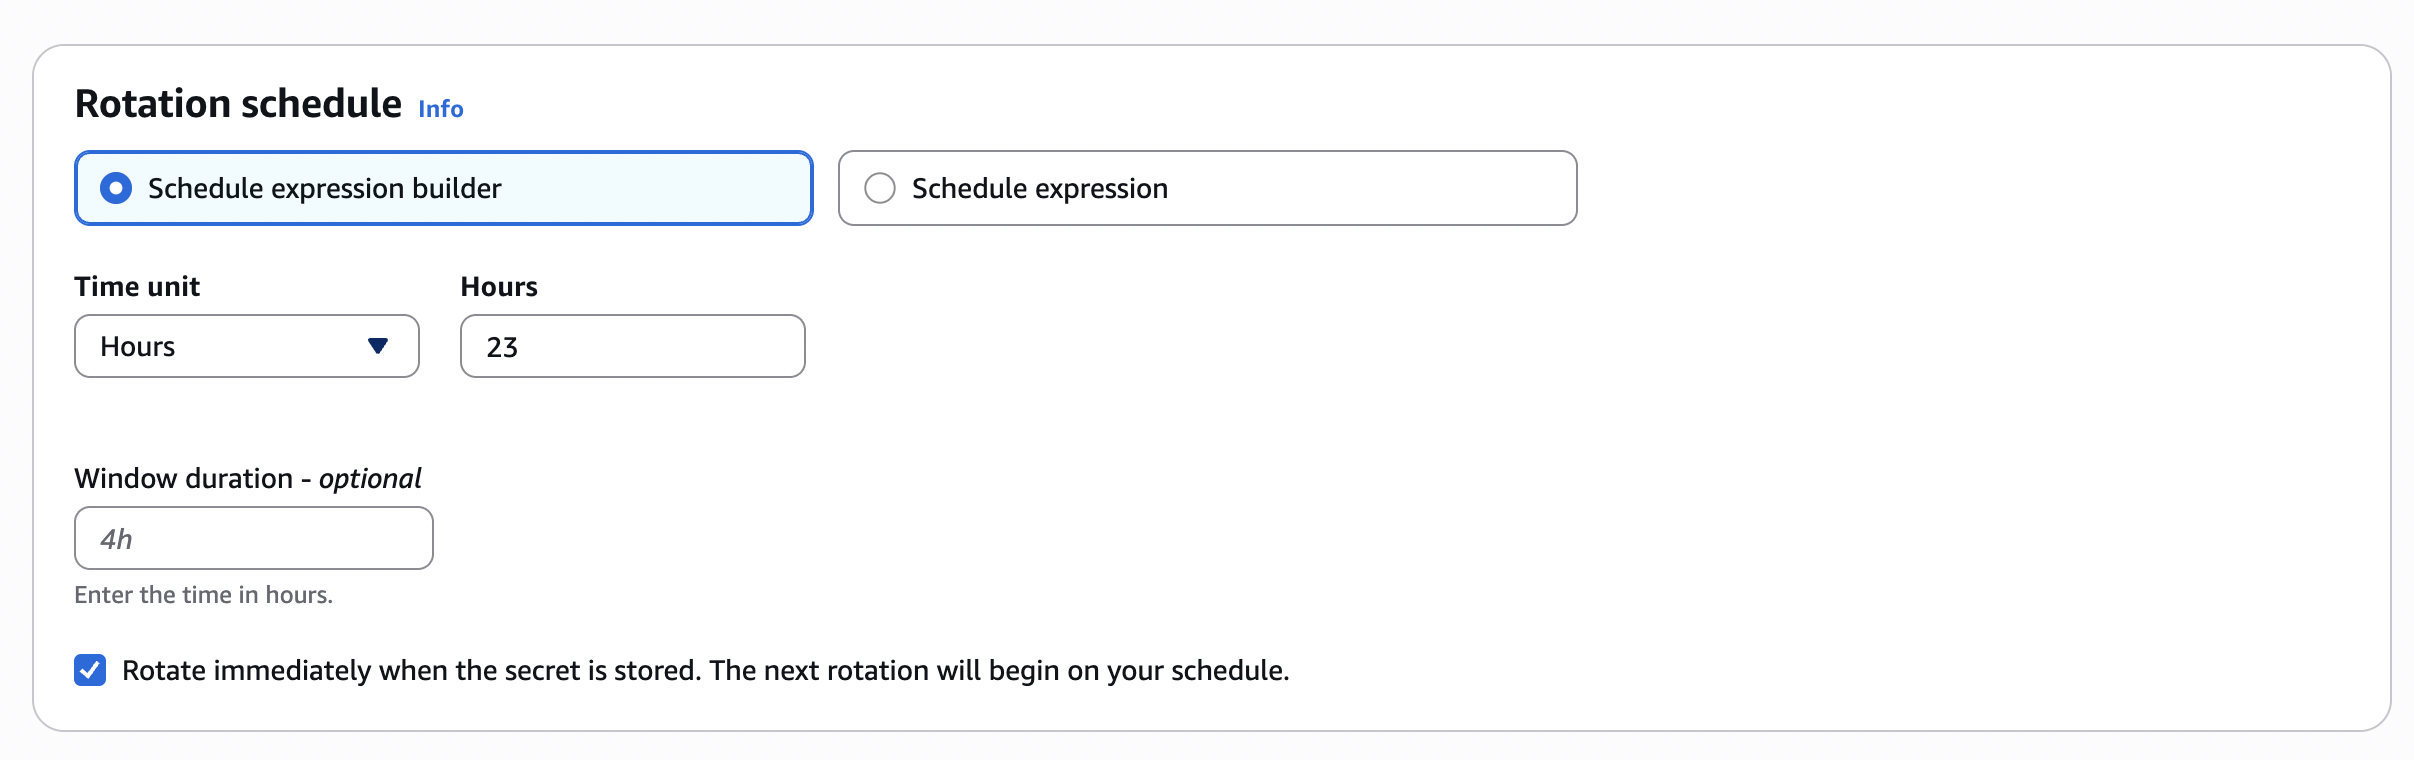 Rotation schedule Info
Schedule expression builder
Schedule expression
Time unit
Hours
Hours
23
Window duration - optional
4h
Enter the time in hours.
Rotate immediately when the secret is stored. The next rotation will begin on your schedule.